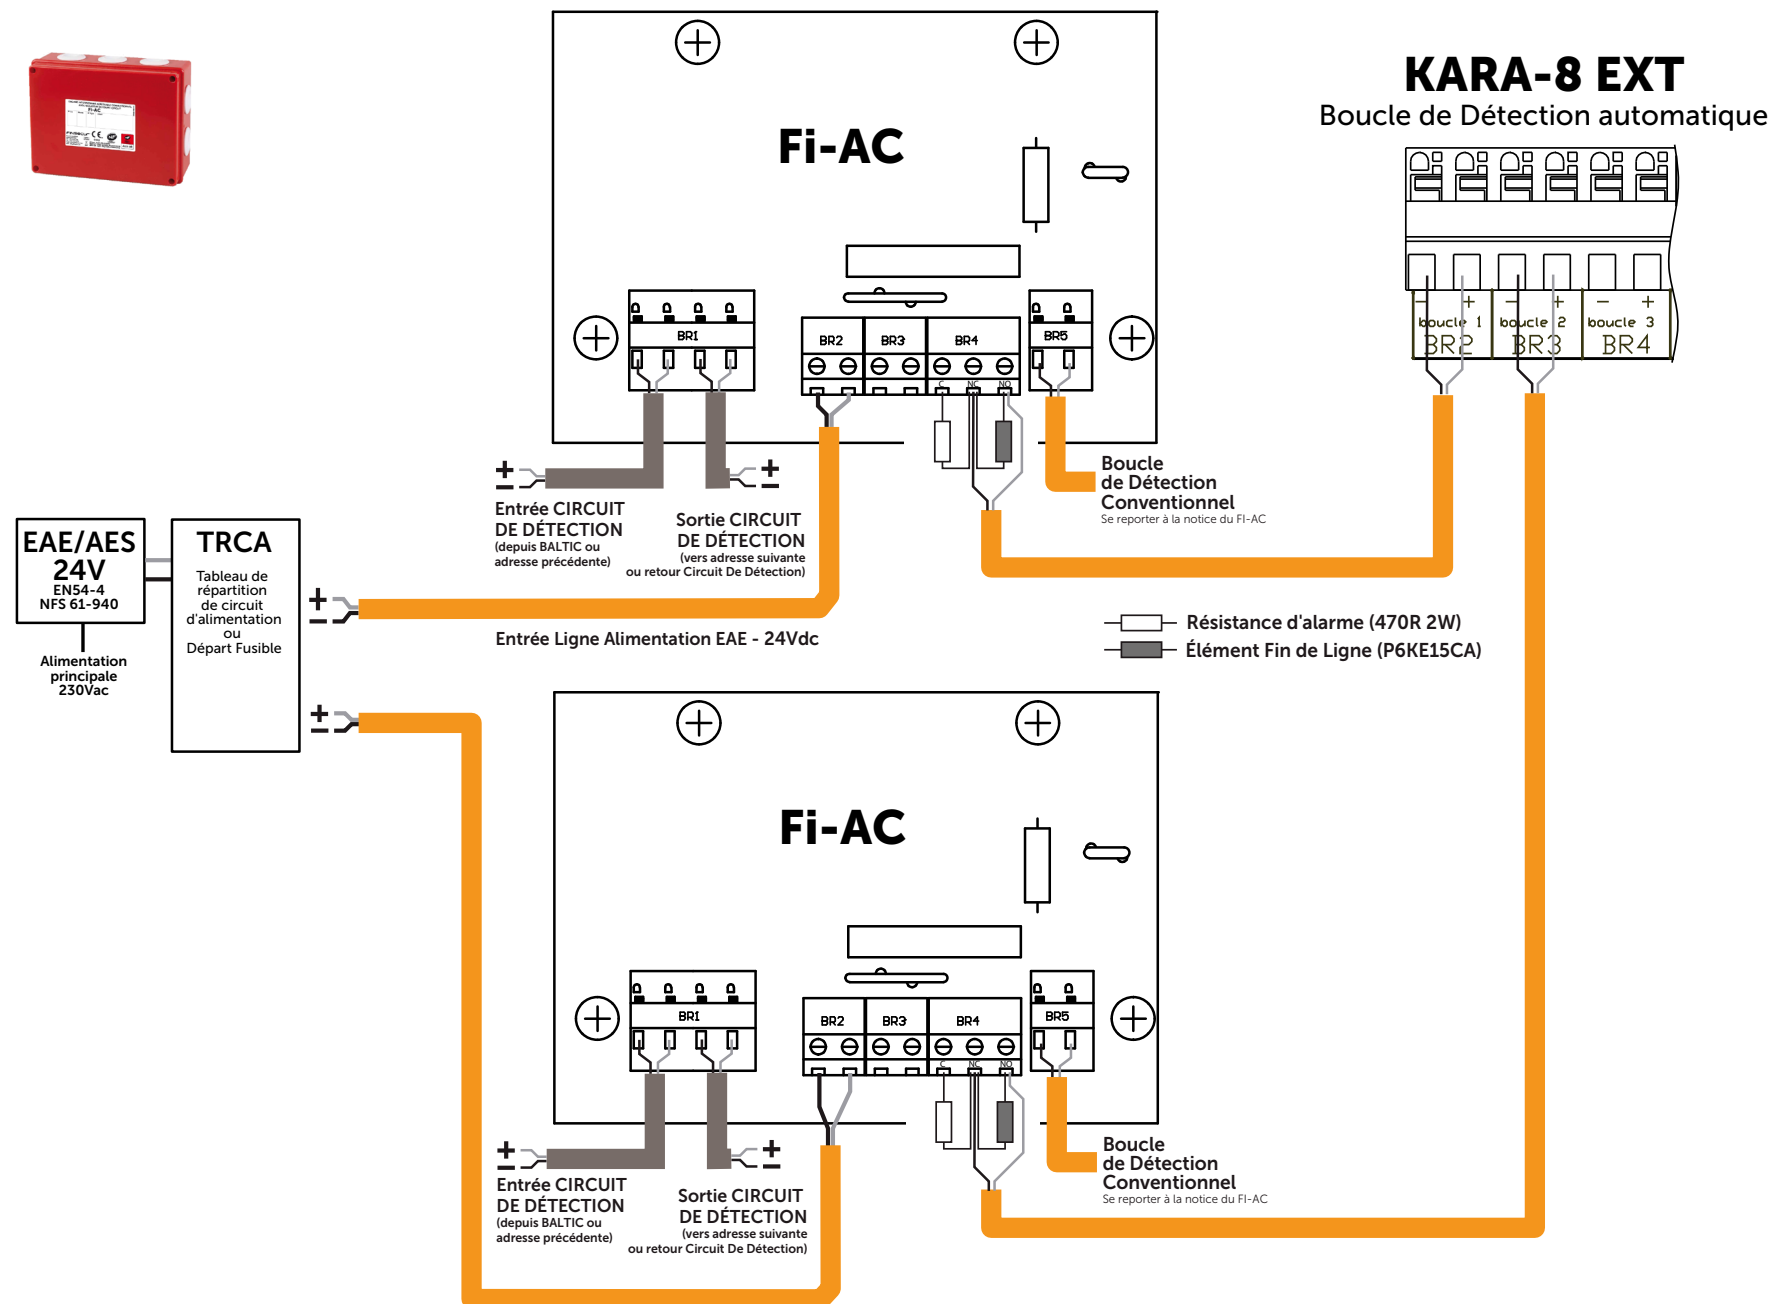 FI-AC
KARA-8 EXT
Boucle de Détection automatique
Fi-AC
BR1
BR2
BR3
BR4
BR5
C
NC
NO
- + - + - +
boucle 1 boucle 2 boucle 3
BR2 BR3 BR4
±
±
Entrée CIRCUIT
DE DÉTECTION
(depuis BALTIC ou
adresse précédente)
Sortie CIRCUIT
DE DÉTECTION
(vers adresse suivante
ou retour Circuit De Détection)
Boucle
de Détection
Conventionnel
Se reporter à la notice du FI-AC
EAE/AES
24V
EN54-4
NFS 61-940
Alimentation
principale
230Vac
TRCA
Tableau de
répartition
de circuit
d'alimentation
ou
Départ Fusible
±
Entrée Ligne Alimentation EAE - 24Vdc
Résistance d'alarme (470R 2W)
Élément Fin de Ligne (P6KE15CA)
±
Fi-AC
BR1
BR2
BR3
BR4
BR5
C
NC
NO
±
±
Entrée CIRCUIT
DE DÉTECTION
(depuis BALTIC ou
adresse précédente)
Sortie CIRCUIT
DE DÉTECTION
(vers adresse suivante
ou retour Circuit De Détection)
Boucle
de Détection
Conventionnel
Se reporter à la notice du FI-AC